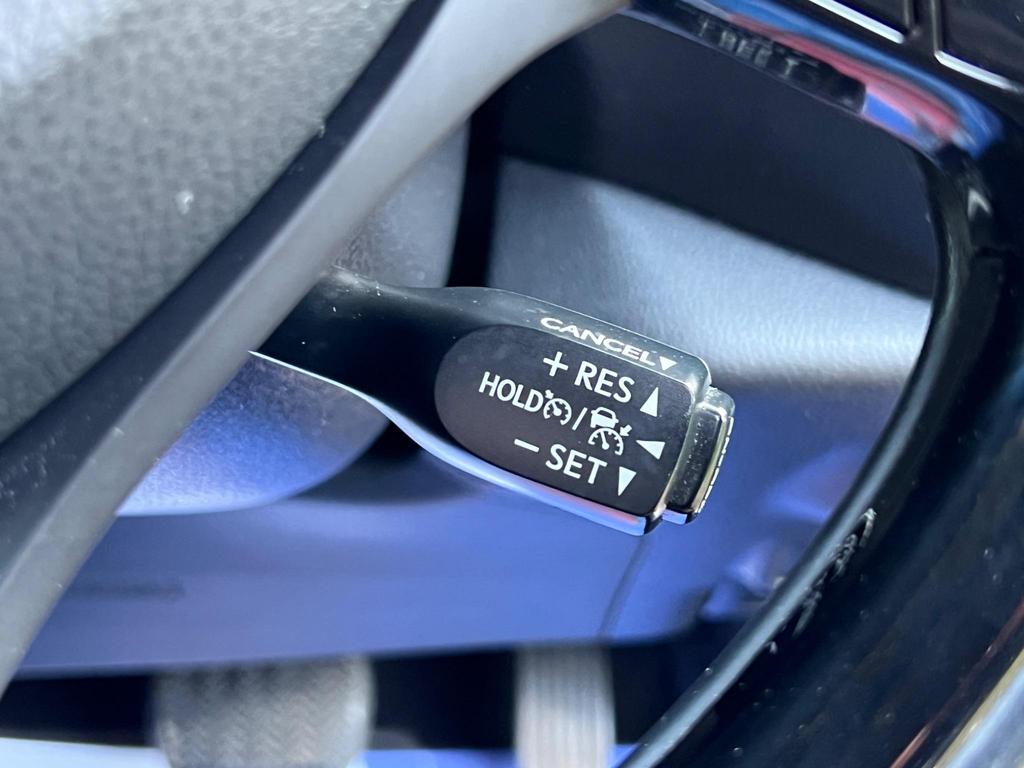 CANCEL▼
+ RES ▲
HOLD / ◀
− SET ▼